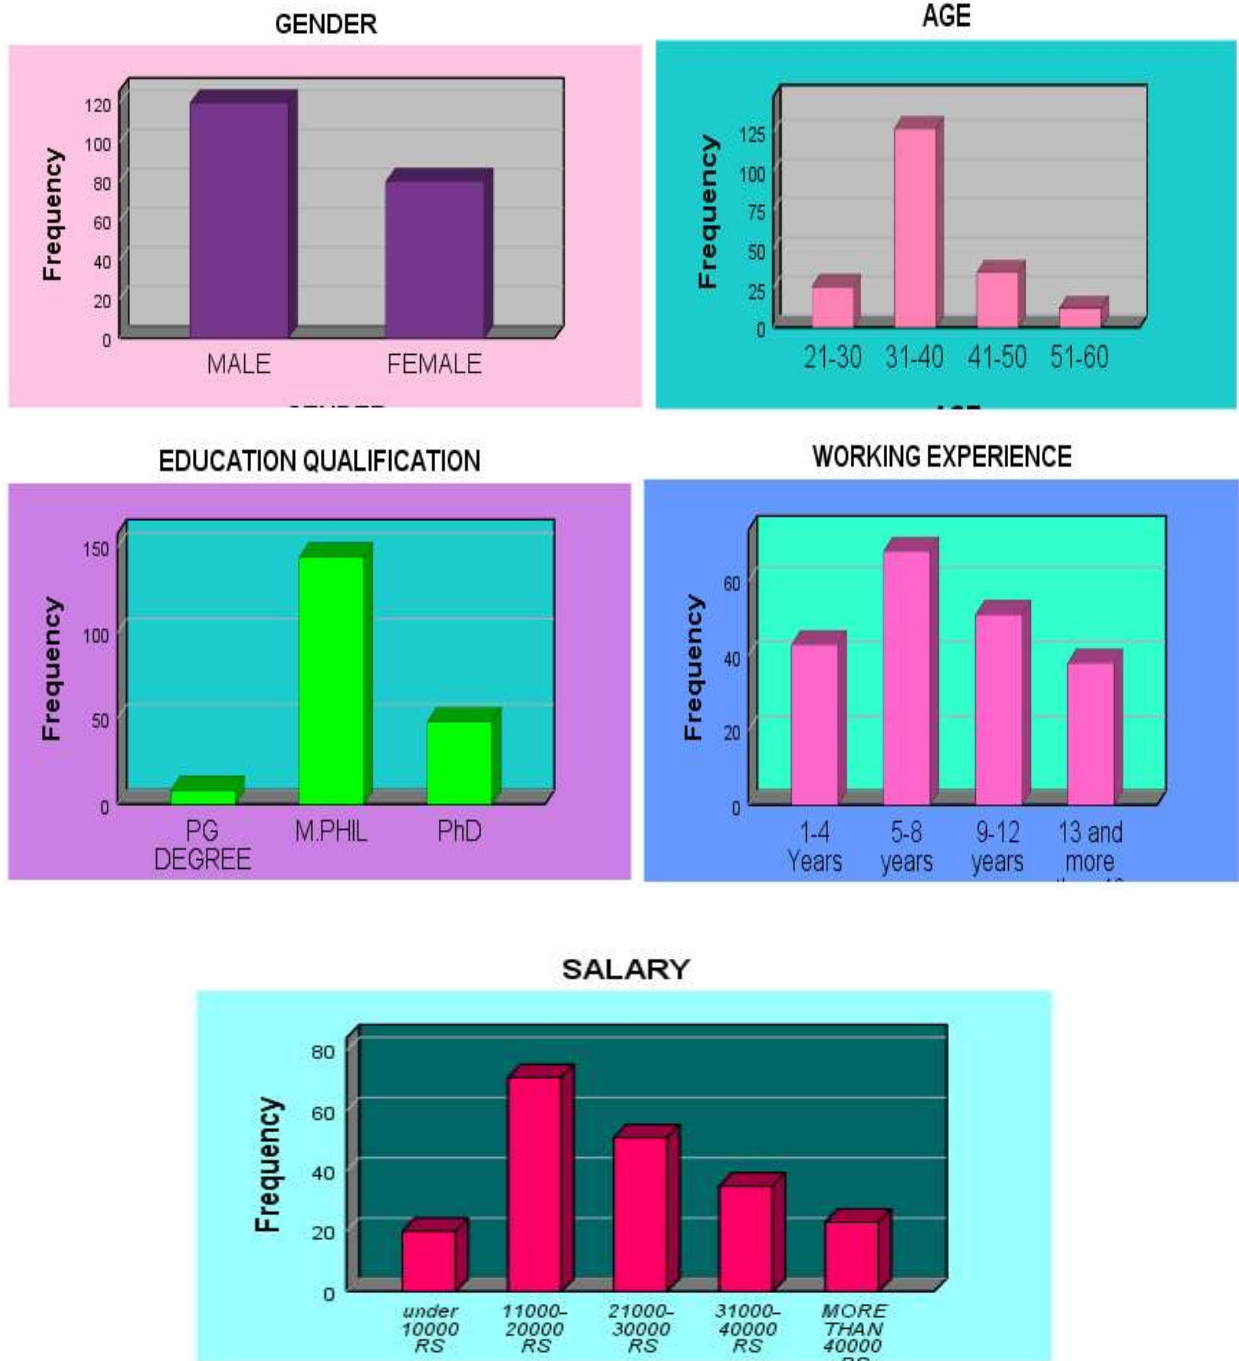 GENDER
Frequency
120
100
80
60
40
20
0
MALE FEMALE
AGE
Frequency
125
100
75
50
25
0
21-30 31-40 41-50 51-60
EDUCATION QUALIFICATION
Frequency
150
100
50
0
PG M.PHIL PhD
DEGREE
WORKING EXPERIENCE
Frequency
60
40
20
0
1-4 5-8 9-12 13 and
Years years years more
SALARY
Frequency
80
60
40
20
0
under 11000- 21000- 31000- MORE
10000 20000 30000 40000 THAN
RS RS RS RS 40000